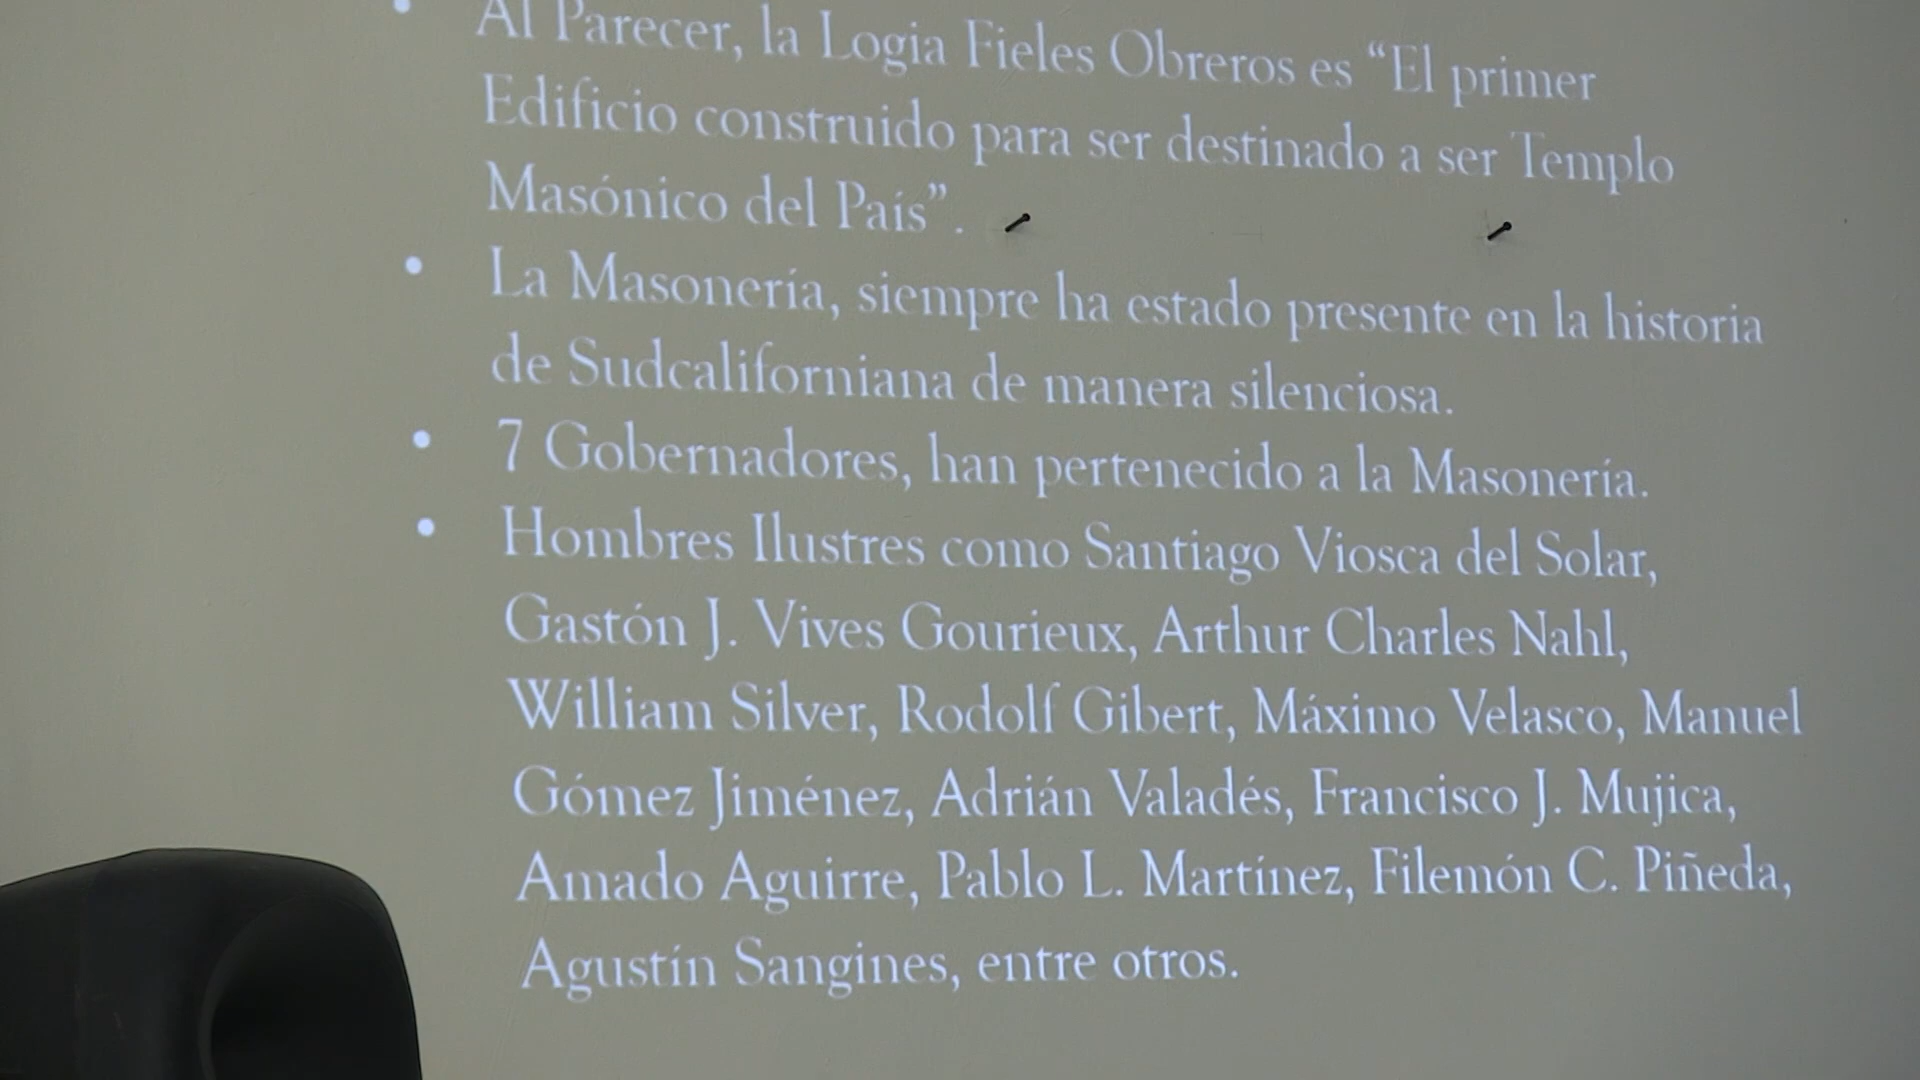 • Al Parecer, la Logia Fieles Obreros es “El primer
Edificio construido para ser destinado a ser Templo
Masónico del País”.
• La Masonería, siempre ha estado presente en la historia
de Sudcaliforniana de manera silenciosa.
• 7 Gobernadores, han pertenecido a la Masonería.
• Hombres Ilustres como Santiago Viosca del Solar,
Gastón J. Vives Gourieux, Arthur Charles Nahl,
William Silver, Rodolf Gibert, Máximo Velasco, Manuel
Gómez Jiménez, Adrián Valadés, Francisco J. Mujica,
Amado Aguirre, Pablo L. Martínez, Filemón C. Piñeda,
Agustín Sangines, entre otros.